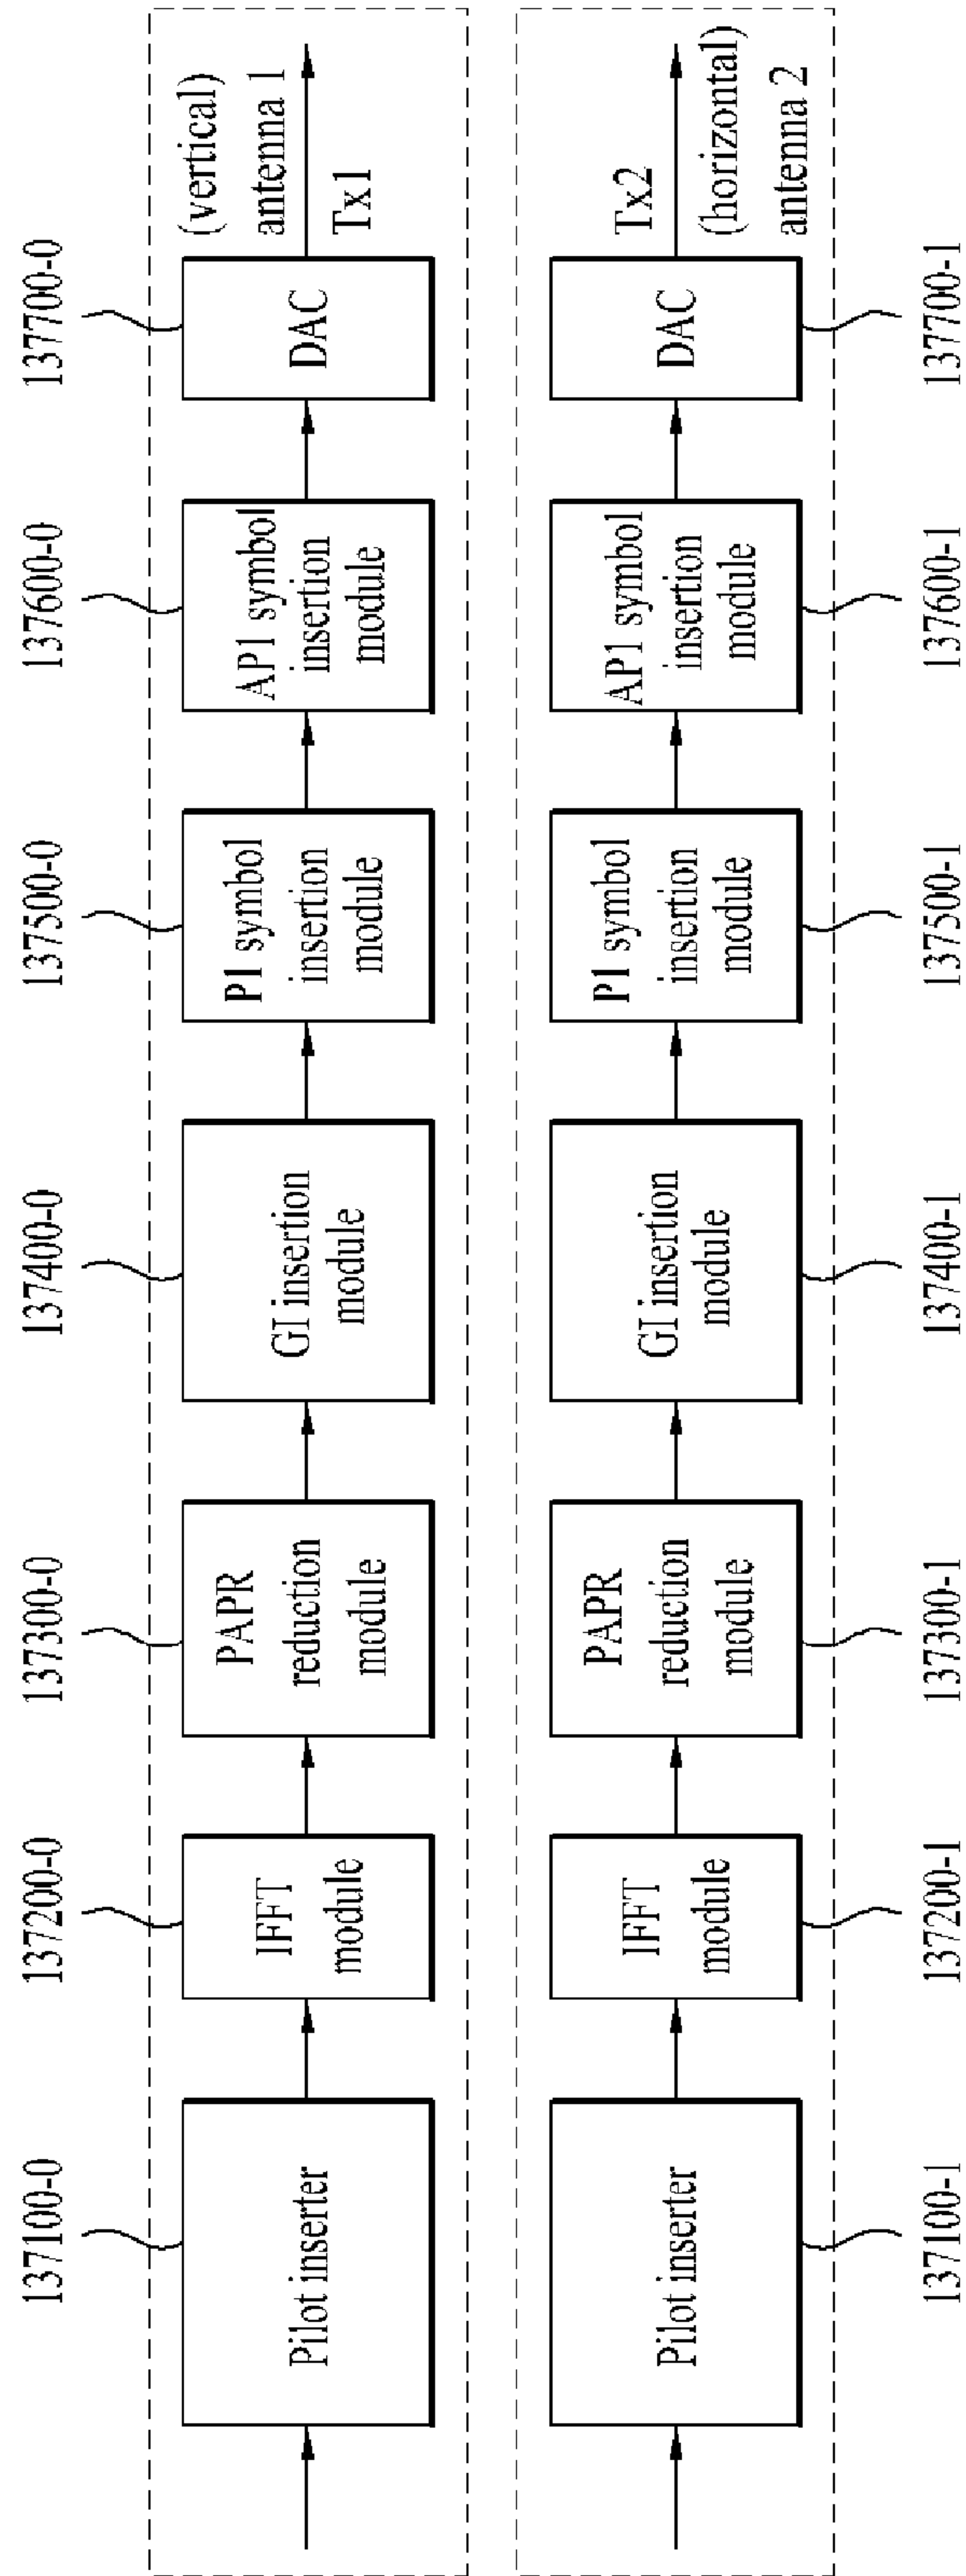 137100-0
137200-0
137300-0
137400-0
137500-0
137600-0
137700-0
Pilot inserter
IFFT
module
PAPR
reduction
module
GI insertion
module
P1 symbol
insertion
module
AP1 symbol
insertion
module
DAC
(vertical)
antenna 1
Tx1
Pilot inserter
IFFT
module
PAPR
reduction
module
GI insertion
module
P1 symbol
insertion
module
AP1 symbol
insertion
module
DAC
Tx2
(horizontal)
antenna 2
137100-1
137200-1
137300-1
137400-1
137500-1
137600-1
137700-1